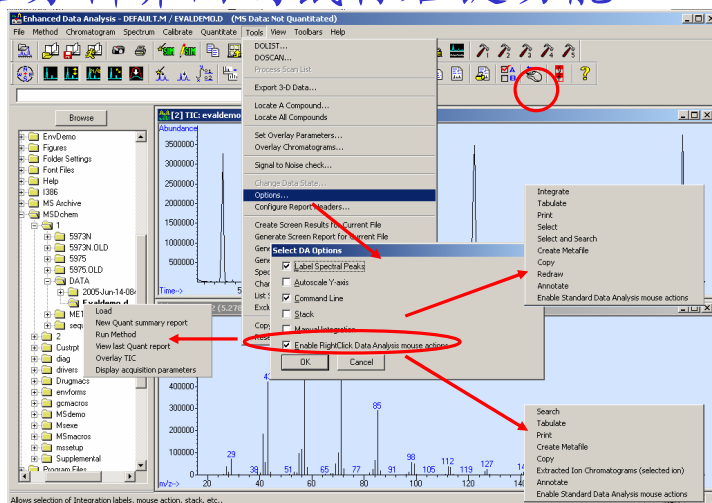 Enhanced Data Analysis - DEFAULT.M / EVALDEMO.D (MS Data: Not Quantitated)
File Method Chromatogram Spectrum Calibrate Quantitate Tools View Toolbars Help
DOLIST...
DOSCAN...
Process Scan List
Export 3-D Data...
Locate A Compound...
Locate All Compounds
Set Overlay Parameters...
Overlay Chromatograms...
Signal to Noise check...
Change Data State...
Options...
Configure Report Headers...
Create Screen Results for Current File
Generate Screen Report for Current File
Browse
EnvDemo
Figures
Folder Settings
Font Files
Help
I386
MS Archive
MSDchem
1
5973N
5973N.OLD
5975
5975.OLD
DATA
2005-Jun-14-084
Evaldemo.d
MET
sequ
2
Custrpt
diag
drivers
Drugmacs
envforms
gcmacros
MSdemo
Msexe
MSmacros
mssetup
Supplemental
Program Files
[2] TIC: evaldemo
Abundance
3500000
3000000
2500000
2000000
1500000
1000000
500000
Time-->
Select DA Options
Label Spectral Peaks
Autoscale Y-axis
Command Line
Stack
Manual Integration
Enable RightClick Data Analysis mouse actions
OK Cancel
Integrate
Tabulate
Print
Select
Select and Search
Create Metafile
Copy
Redraw
Annotate
Enable Standard Data Analysis mouse actions
Load
New Quant summary report
Run Method
View last Quant report
Overlay TIC
Display acquisition parameters
400000
300000
200000
100000
0
85
29 98 112 127
38 51 65 77 91 105 119
m/z--> 20 40 60 80 100 120
Search
Tabulate
Print
Create Metafile
Copy
Extracted Ion Chromatograms (selected ion)
Annotate
Enable Standard Data Analysis mouse actions
Allows selection of Integration labels, mouse action, stack, etc..